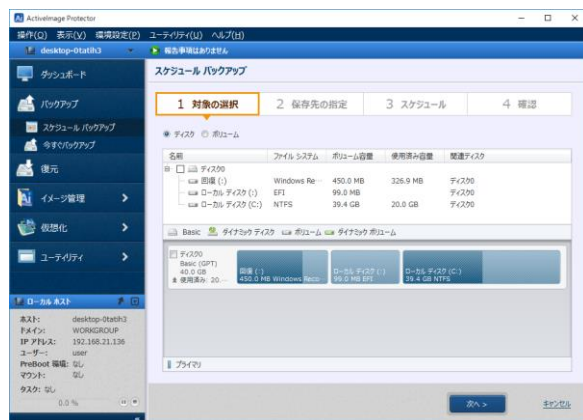 ActiveImage Protector
操作(O) 表示(V) 環境設定(P) ユーティリティ(U) ヘルプ(H)
desktop-0tatih3
報告事項はありません
ダッシュボード
バックアップ
スケジュール バックアップ
今すぐバックアップ
復元
イメージ管理
仮想化
ユーティリティ
ローカル ホスト
ホスト: desktop-0tatih3
ドメイン: WORKGROUP
IP アドレス: 192.168.21.136
ユーザー: user
PreBoot 環境: なし
マウント: なし
タスク: なし
0.0 %
スケジュール バックアップ
1 対象の選択
2 保存先の指定
3 スケジュール
4 確認
ディスク ボリューム
名前 ファイル システム ボリューム容量 使用済み容量 関連ディスク
ディスク0
回復 (:) Windows Re… 450.0 MB 326.9 MB ディスク0
ローカル ディスク (:) EFI 99.0 MB ディスク0
ローカル ディスク (C:) NTFS 39.4 GB 20.0 GB ディスク0
Basic ダイナミック ディスク ボリューム ダイナミック ボリューム
ディスク0
Basic (GPT)
40.0 GB
使用済み: 20.…
回復 (:)
450.0 MB Windows Reco…
ローカル ディスク (:)
99.0 MB EFI
ローカル ディスク (C:)
39.4 GB NTFS
プライマリ
次へ >
キャンセル